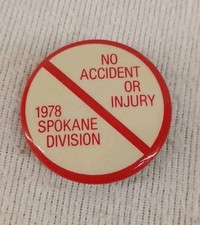 NO
ACCIDENT
OR
INJURY
1978
SPOKANE
DIVISION